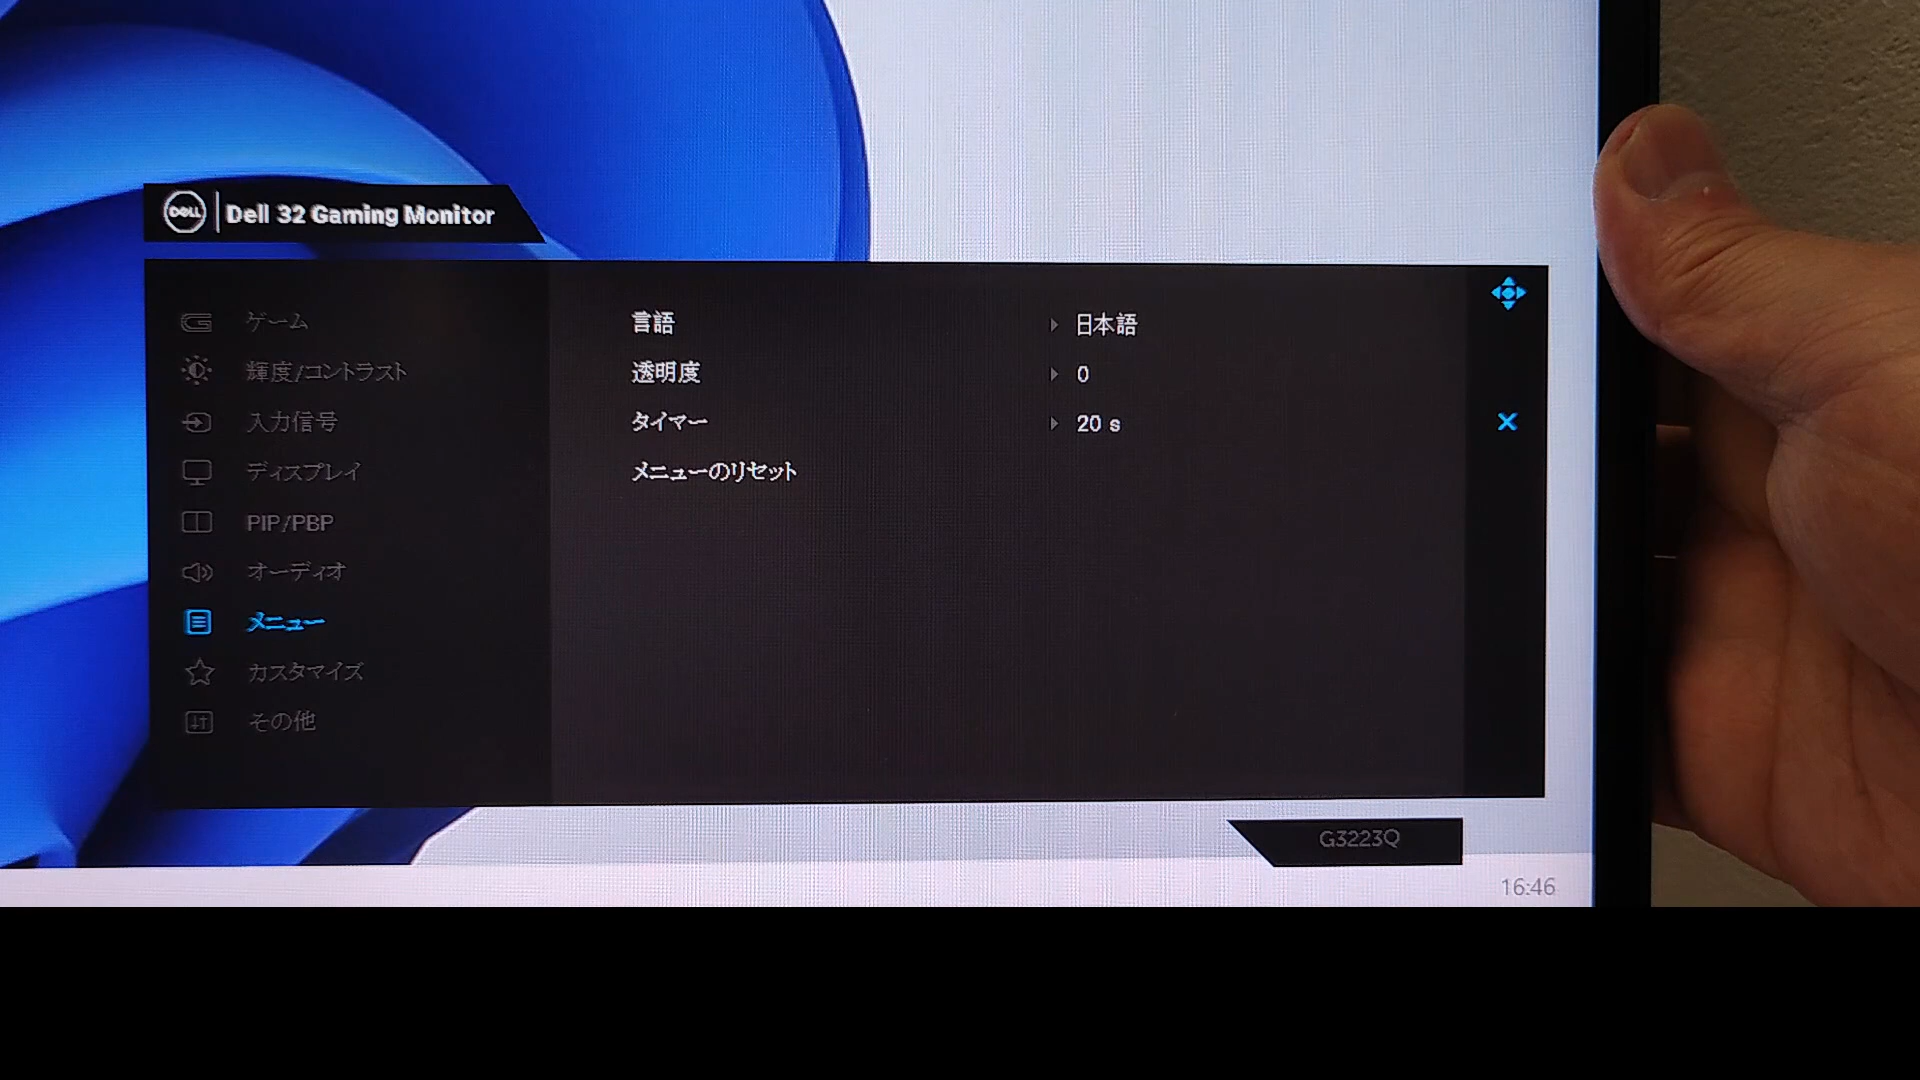 DELL Dell 32 Gaming Monitor
ゲーム
輝度/コントラスト
入力信号
ディスプレイ
PIP/PBP
オーディオ
メニュー
カスタマイズ
その他
言語 日本語
透明度 0
タイマー 20 s
メニューのリセット
G3223Q
16:46